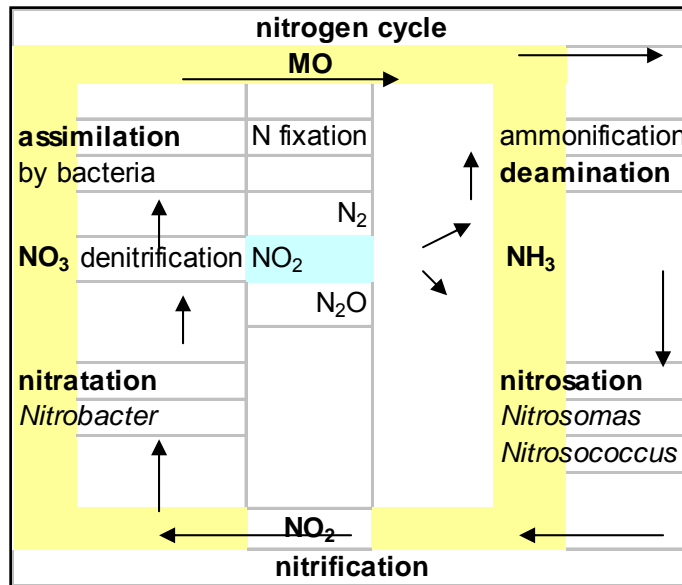 nitrogen cycle
MO
assimilation N fixation ammonification
by bacteria deamination
N₂
NO₃ denitrification NO₂ NH₃
N₂O
nitratation nitrosation
Nitrobacter Nitrosomas
Nitrosococcus
NO₂
nitrification